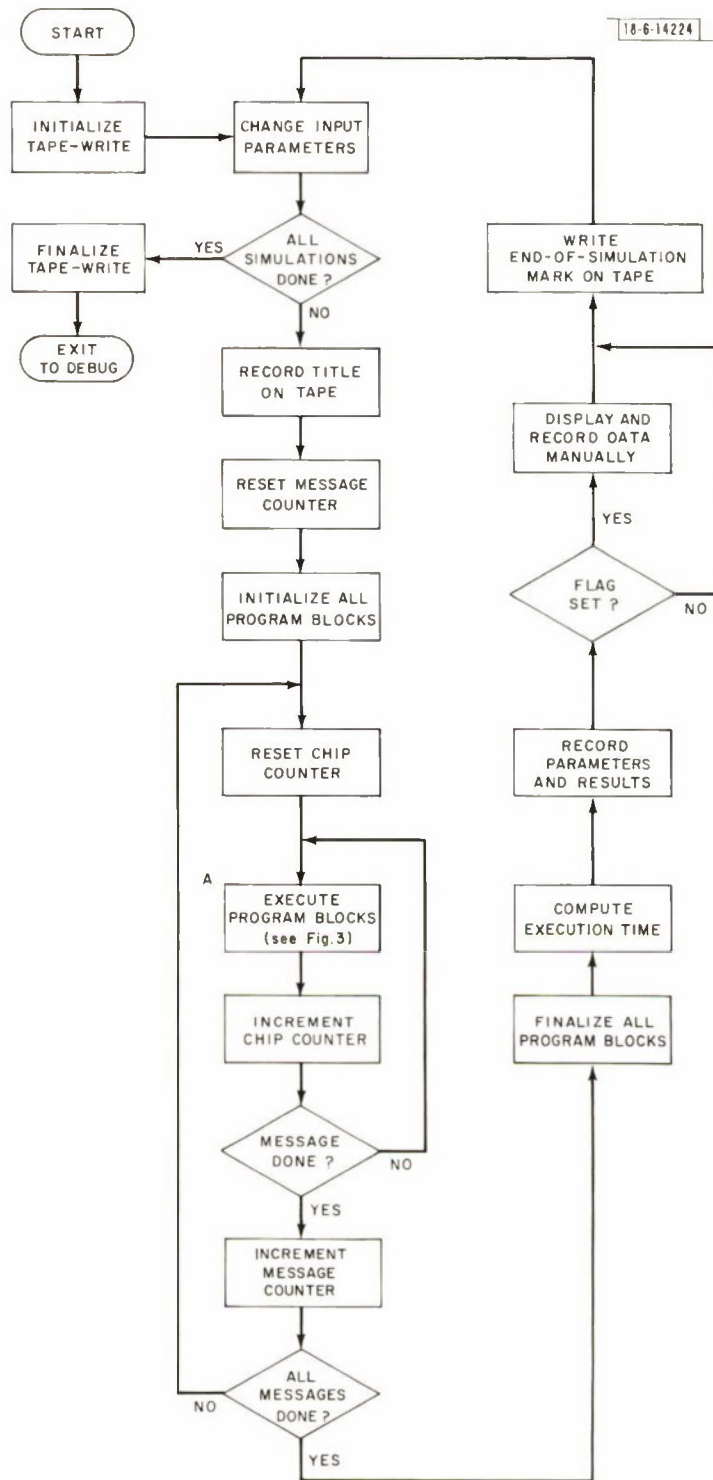 18-6-14224
START
INITIALIZE
TAPE-WRITE
CHANGE INPUT
PARAMETERS
ALL
SIMULATIONS
DONE ?
YES
NO
FINALIZE
TAPE-WRITE
EXIT
TO DEBUG
RECORD TITLE
ON TAPE
RESET MESSAGE
COUNTER
INITIALIZE ALL
PROGRAM BLOCKS
RESET CHIP
COUNTER
A
EXECUTE
PROGRAM BLOCKS
(see Fig.3)
INCREMENT
CHIP COUNTER
MESSAGE
DONE ?
NO
YES
INCREMENT
MESSAGE
COUNTER
ALL
MESSAGES
DONE ?
NO
YES
FINALIZE ALL
PROGRAM BLOCKS
COMPUTE
EXECUTION TIME
RECORD
PARAMETERS
AND RESULTS
FLAG
SET ?
NO
YES
DISPLAY AND
RECORD DATA
MANUALLY
WRITE
END-OF-SIMULATION
MARK ON TAPE